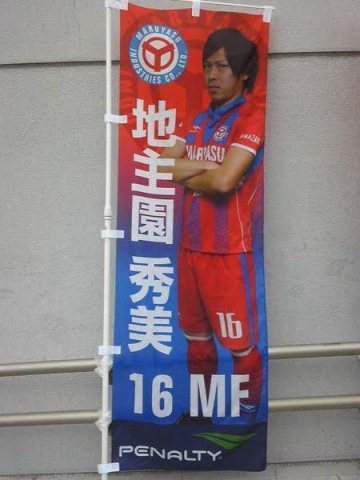 MARUYASU
INDUSTRIES CO., LTD.
地主園 秀美
MARUYASU
16
16 MF
PENALTY